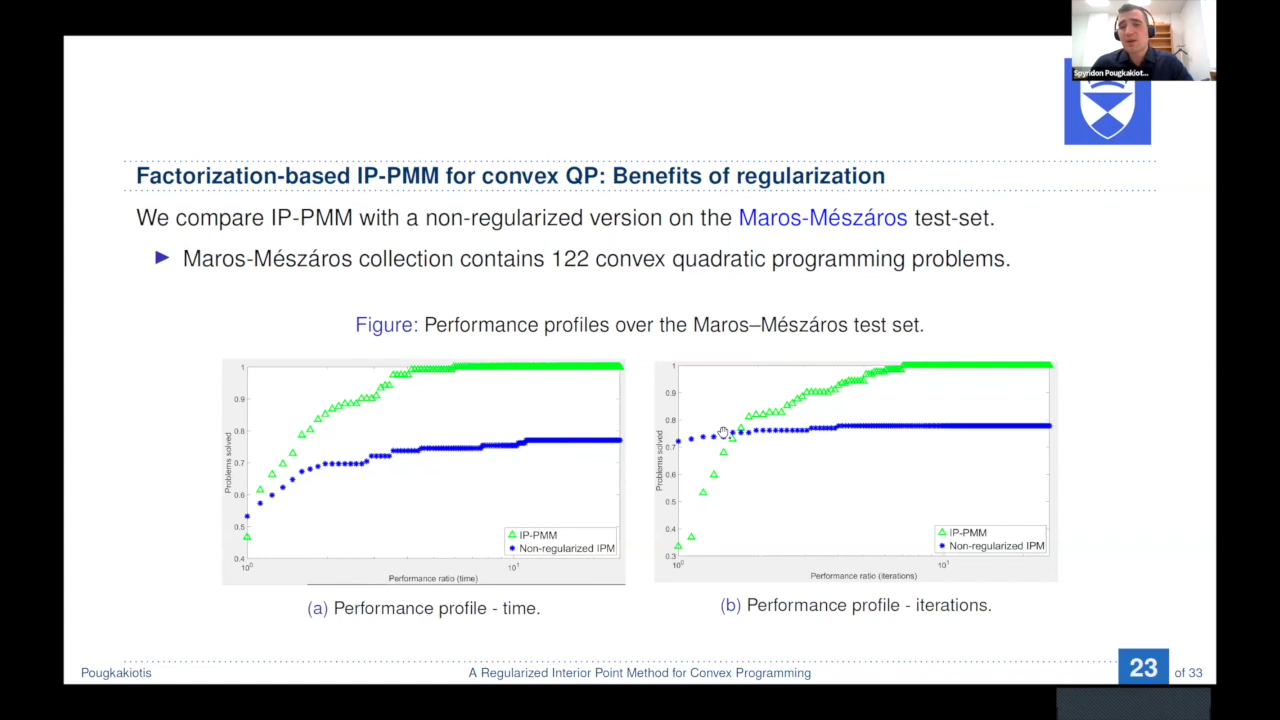 Spyridon Pougkakiot...
Factorization-based IP-PMM for convex QP: Benefits of regularization
We compare IP-PMM with a non-regularized version on the Maros-Mészáros test-set.
▶ Maros-Mészáros collection contains 122 convex quadratic programming problems.
Figure: Performance profiles over the Maros–Mészáros test set.
1
0.9
0.8
0.7
0.6
0.5
0.4
Problems solved
10⁰
10¹
Performance ratio (time)
IP-PMM
Non-regularized IPM
(a) Performance profile - time.
1
0.9
0.8
0.7
0.6
0.5
0.4
0.3
Problems solved
10⁰
10¹
Performance ratio (iterations)
IP-PMM
Non-regularized IPM
(b) Performance profile - iterations.
Pougkakiotis
A Regularized Interior Point Method for Convex Programming
23 of 33